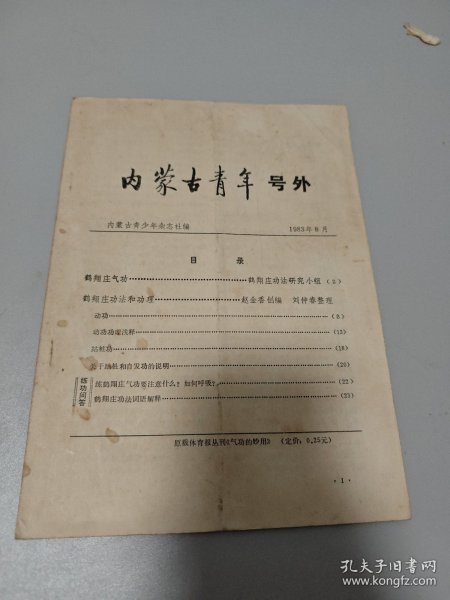 内蒙古青年 号外
内蒙古青少年杂志社编 1983年8月
目 录
鹤翔庄气功……………………鹤翔庄功法研究小组（2）
鹤翔庄功法和动理………………赵金香创编 刘仲春整理
动功……………………………………（3）
动功功理浅释…………………………（15）
站桩功…………………………………（18）
关于站桩和自发功的说明……………（20）
练功问答
练鹤翔庄气功要注意什么？如何呼吸？……（22）
鹤翔庄功法词语解释…………………（23）
原载体育报丛刊《气功的妙用》 （定价：0.25元）
·1·
孔夫子旧书网
www.kongfz.com